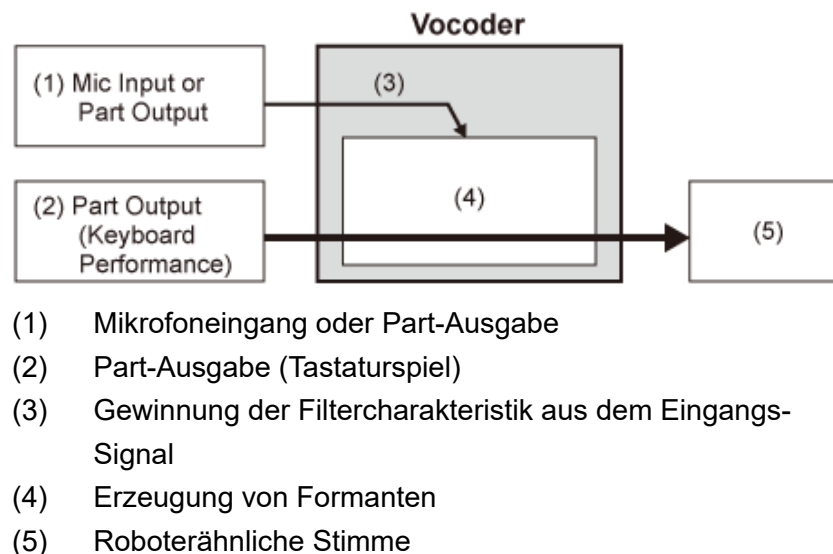 Vocoder
(1) Mic Input or
Part Output
(3)
(2) Part Output
(Keyboard
Performance)
(4)
(5)
(1) Mikrofoneingang oder Part-Ausgabe
(2) Part-Ausgabe (Tastaturspiel)
(3) Gewinnung der Filtercharakteristik aus dem Eingangs-
Signal
(4) Erzeugung von Formanten
(5) Roboterähnliche Stimme